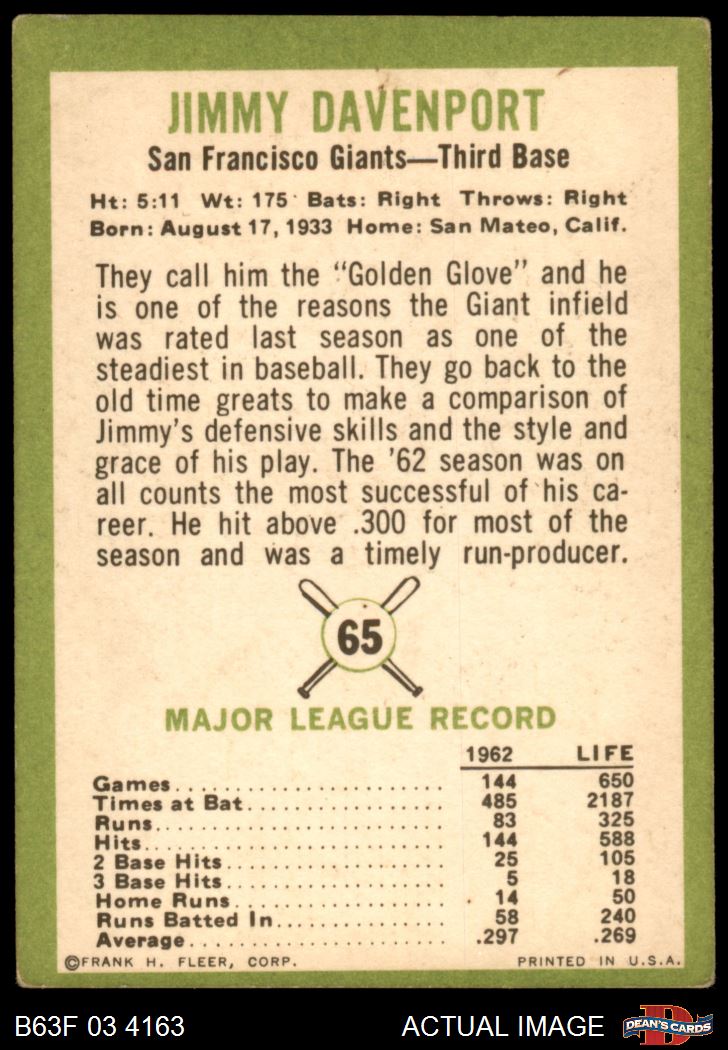 JIMMY DAVENPORT
San Francisco Giants—Third Base
Ht: 5:11 Wt: 175 Bats: Right Throws: Right
Born: August 17, 1933 Home: San Mateo, Calif.
They call him the "Golden Glove" and he
is one of the reasons the Giant infield
was rated last season as one of the
steadiest in baseball. They go back to the
old time greats to make a comparison of
Jimmy's defensive skills and the style and
grace of his play. The '62 season was on
all counts the most successful of his ca-
reer. He hit above .300 for most of the
season and was a timely run-producer.
65
MAJOR LEAGUE RECORD
1962 LIFE
Games 144 650
Times at Bat 485 2187
Runs 83 325
Hits 144 588
2 Base Hits 25 105
3 Base Hits 5 18
Home Runs 14 50
Runs Batted In 58 240
Average .297 .269
©FRANK H. FLEER, CORP. PRINTED IN U.S.A.
B63F 03 4163 ACTUAL IMAGE D DEAN'S CARDS